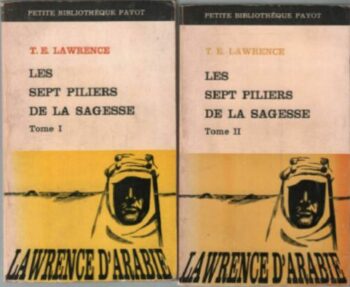 PETITE BIBLIOTHÈQUE PAYOT
T. E. LAWRENCE
LES
SEPT PILIERS
DE LA SAGESSE
Tome I
LAWRENCE D'ARABIE
PETITE BIBLIOTHÈQUE PAYOT
T. E. LAWRENCE
LES
SEPT PILIERS
DE LA SAGESSE
Tome II
LAWRENCE D'ARABIE